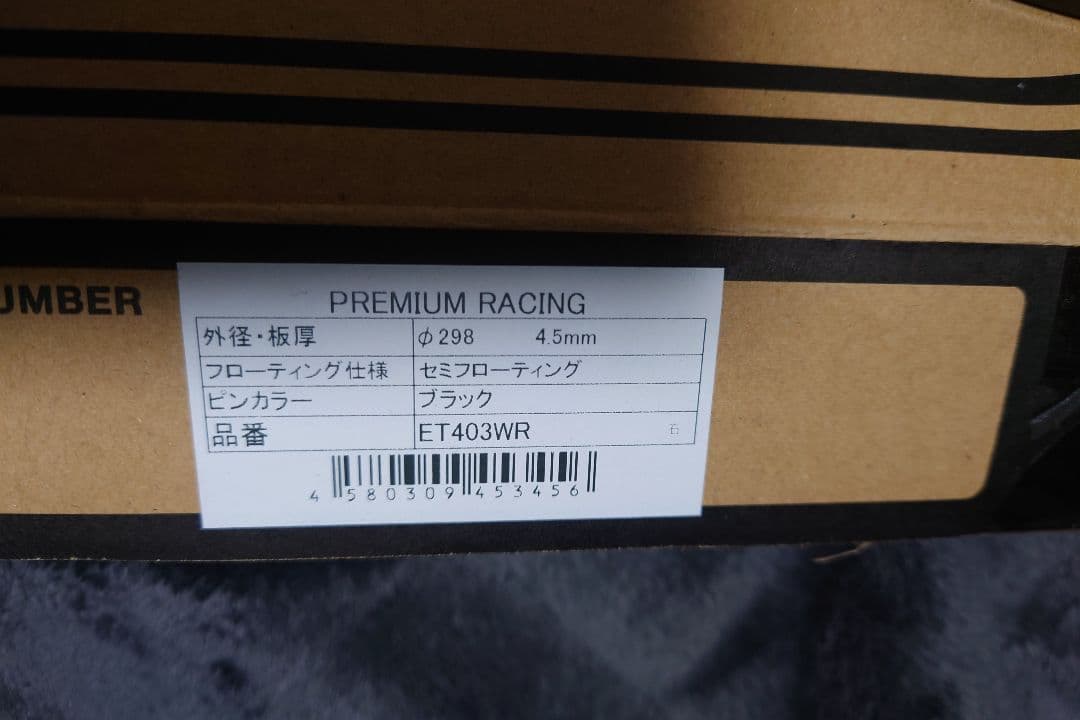 UMBER
PREMIUM RACING
外径・板厚 φ298 4.5mm
フローティング仕様 セミフローティング
ピンカラー ブラック
品番 ET403WR
4 580309 453456